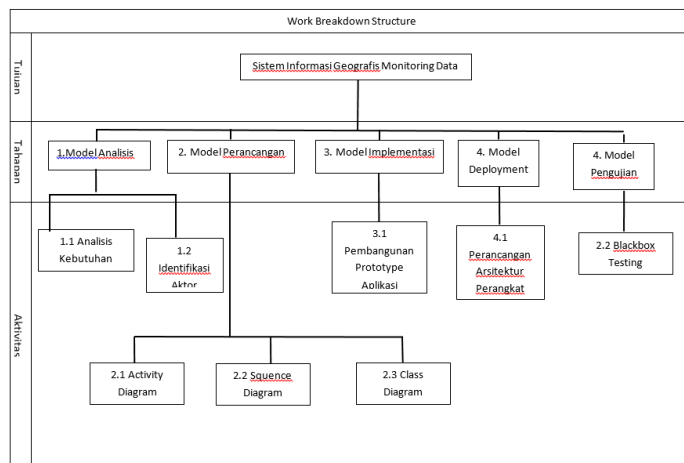 Work Breakdown Structure
Tujuan
Sistem Informasi Geografis Monitoring Data
Tahapan
1.Model Analisis
2. Model Perancangan
3. Model Implementasi
4. Model
Deployment
4. Model
Pengujian
Aktivitas
1.1 Analisis
Kebutuhan
1.2
Identifikasi
Aktor
3.1
Pembangunan
Prototype
Aplikasi
4.1
Perancangan
Arsitektur
Perangkat
2.2 Blackbox
Testing
2.1 Activity
Diagram
2.2 Squence
Diagram
2.3 Class
Diagram